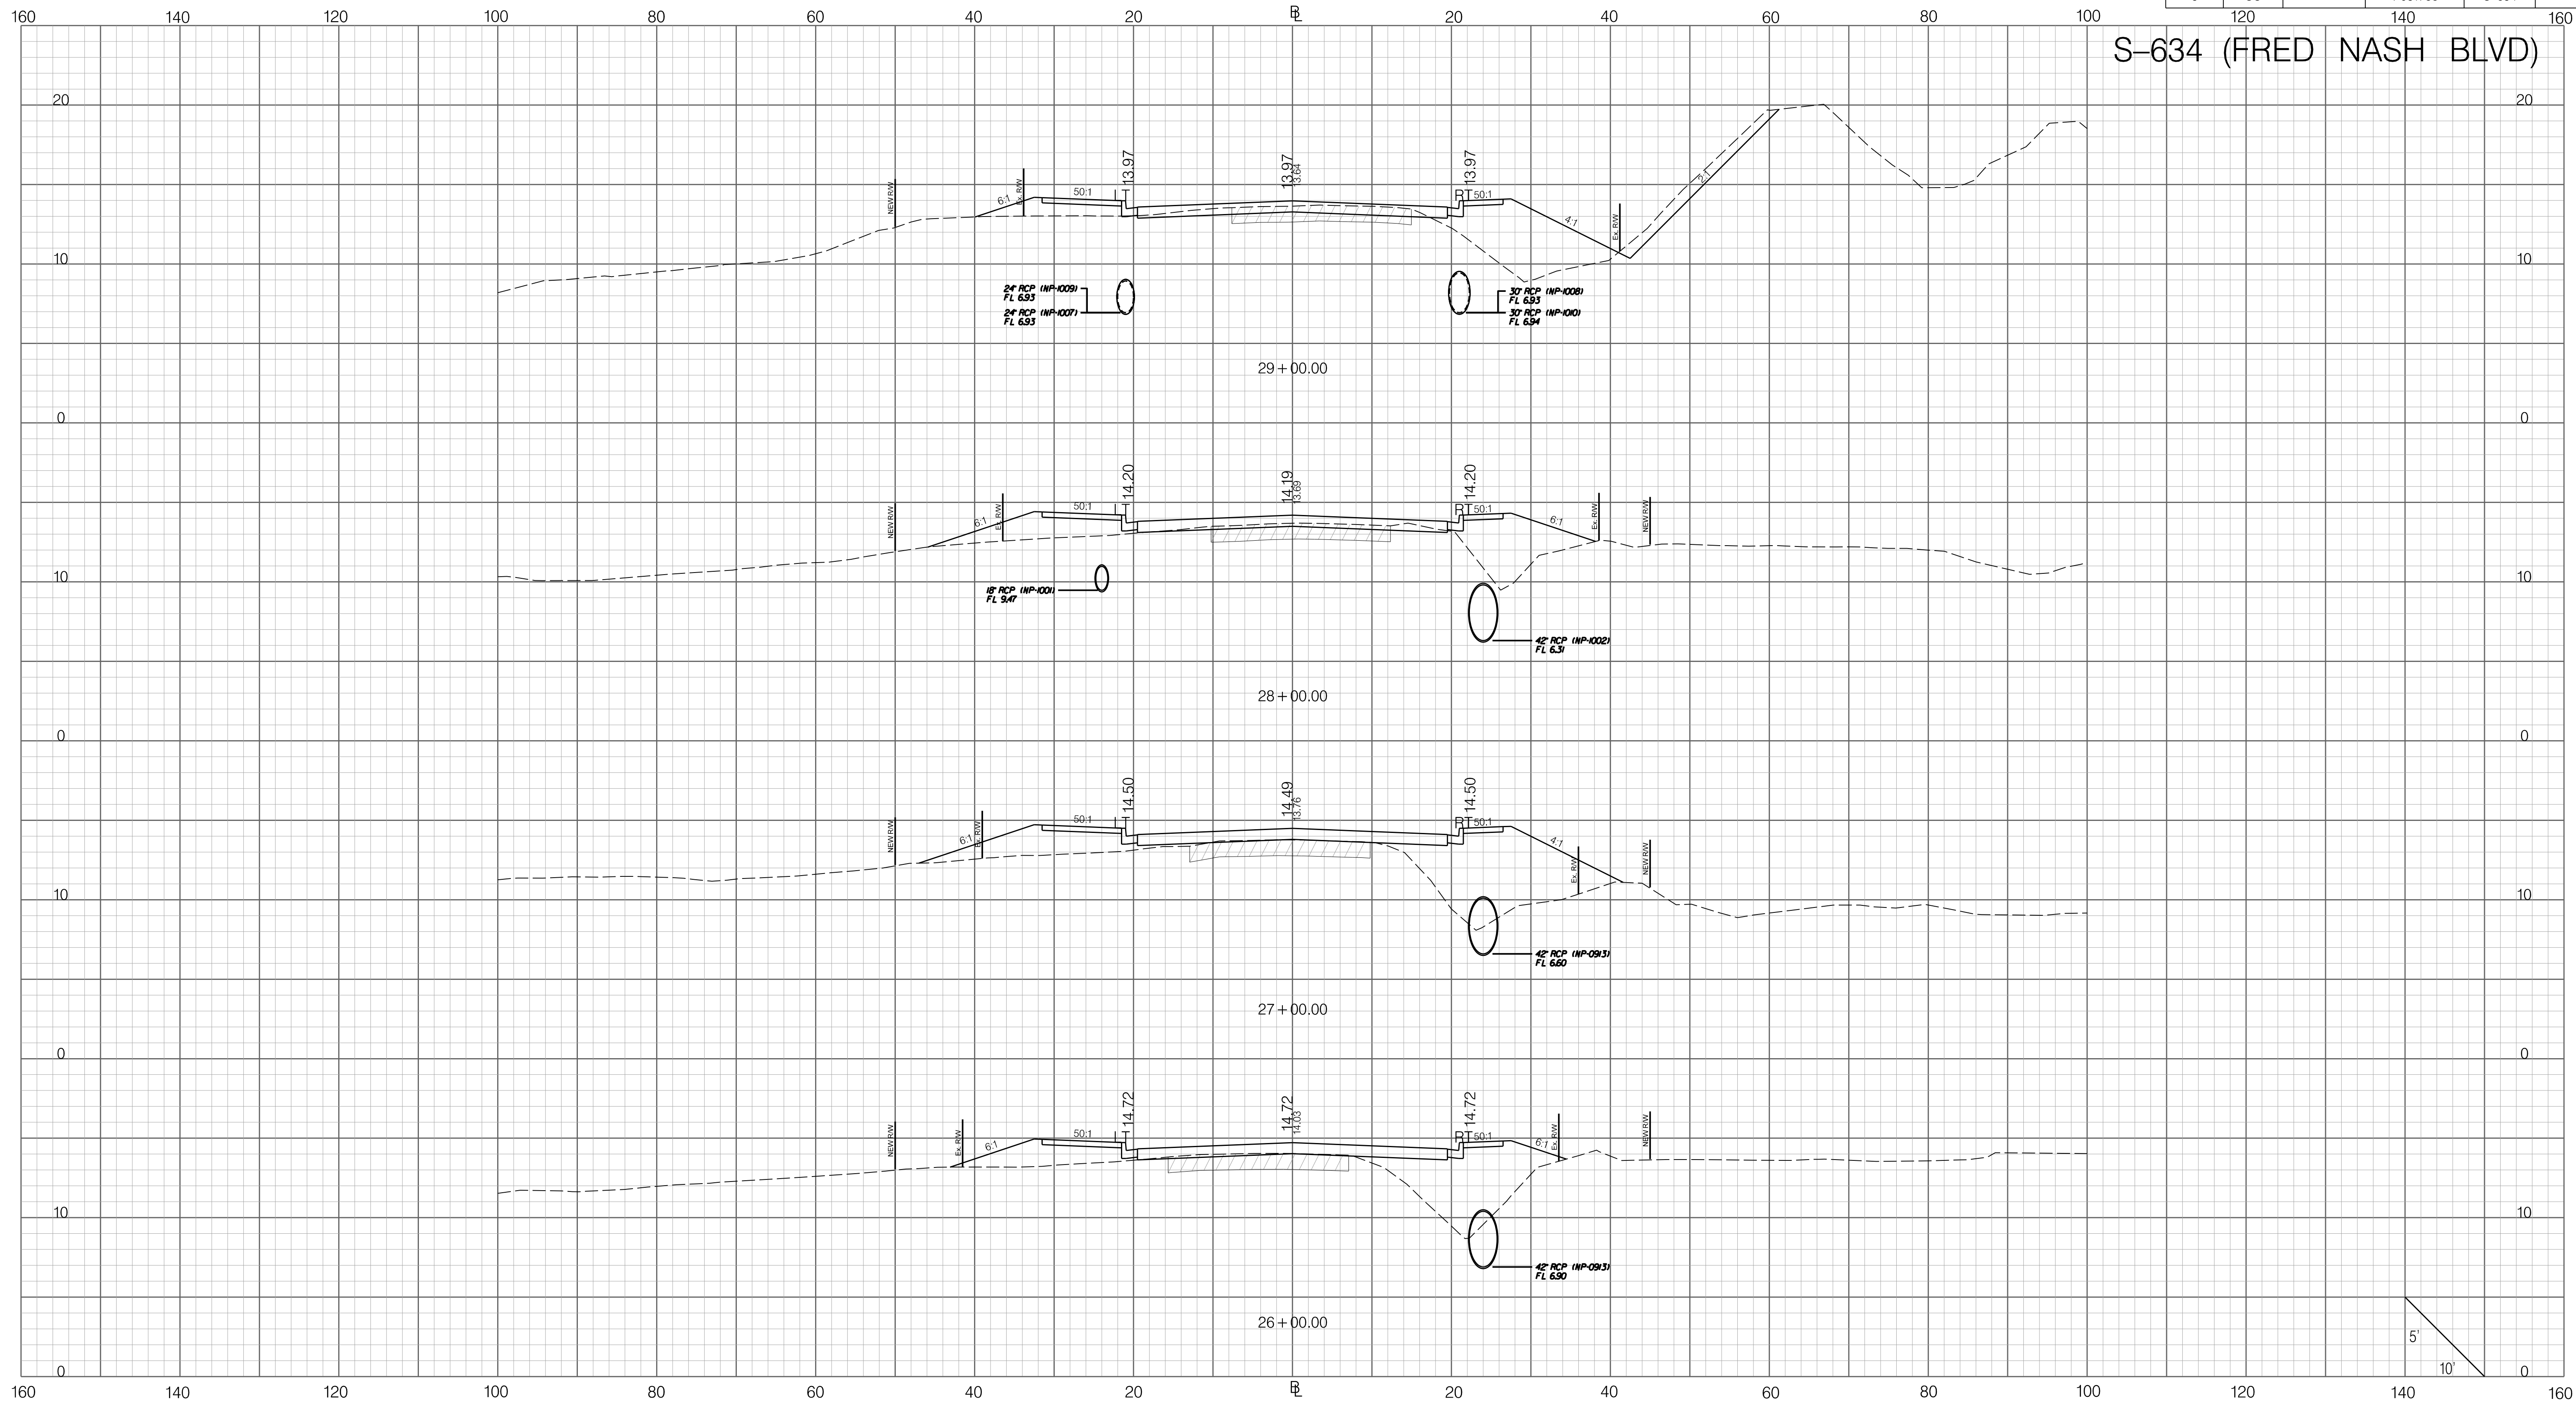 160 140 120 100 80 60 40 20 BL 20 40 60 80 100 120 140 160
S-634 (FRED NASH BLVD)
20 20
NEW R/W 6:1 Ex. R/W 50:1 LT 13.97 13.97 13.64 RT 13.97 50:1 4:1 Ex. R/W 2:1
10 10
24" RCP (NP-1009)
FL 6.93
24" RCP (NP-1007)
FL 6.93
30" RCP (NP-1008)
FL 6.93
30" RCP (NP-1010)
FL 6.94
29+00.00
0 0
NEW R/W 6:1 Ex. R/W 50:1 LT 14.20 14.19 13.69 RT 14.20 50:1 6:1 Ex. R/W NEW R/W
10 10
18" RCP (NP-1001)
FL 9.47
42" RCP (NP-1002)
FL 6.31
28+00.00
0 0
NEW R/W 6:1 Ex. R/W 50:1 LT 14.50 14.49 13.76 RT 14.50 50:1 4:1 Ex. R/W NEW R/W
10 10
42" RCP (NP-0913)
FL 6.60
27+00.00
0 0
NEW R/W Ex. R/W 6:1 50:1 LT 14.72 14.72 14.03 RT 14.72 50:1 6:1 Ex. R/W NEW R/W
10 10
42" RCP (NP-0913)
FL 6.90
26+00.00
5'
10'
0 0
160 140 120 100 80 60 40 20 BL 20 40 60 80 100 120 140 160